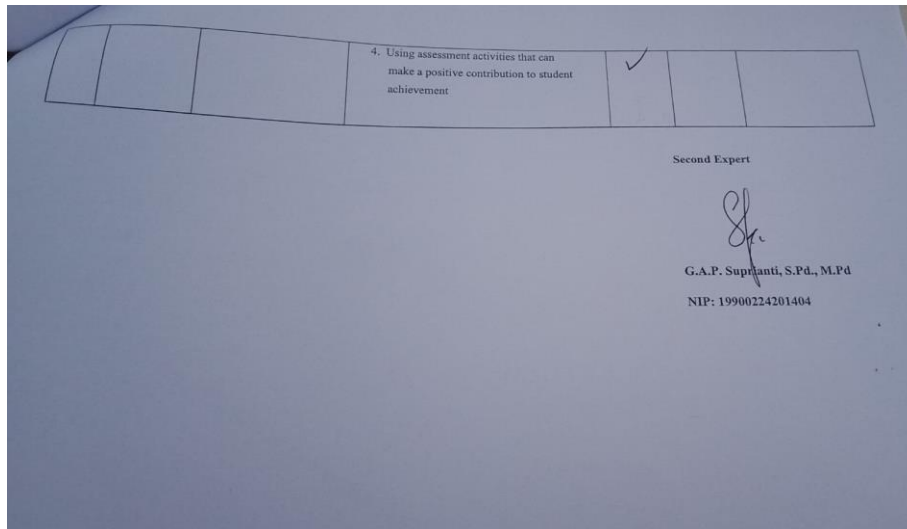 4. Using assessment activities that can
make a positive contribution to student
achievement
✓
Second Expert
G.A.P. Suprianti, S.Pd., M.Pd
NIP: 19900224201404